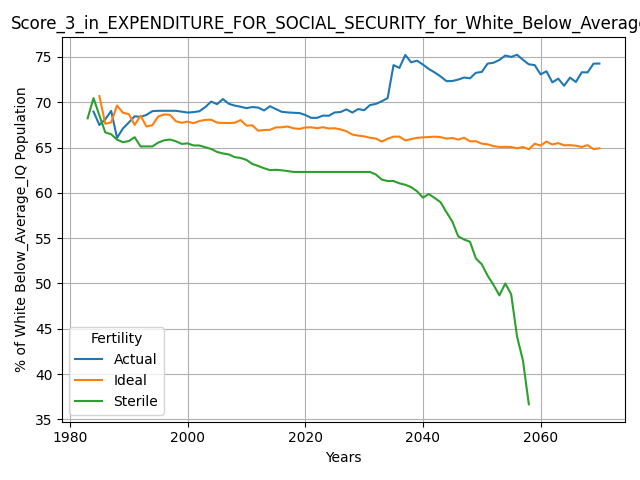 Score_3_in_EXPENDITURE_FOR_SOCIAL_SECURITY_for_White_Below_Average
% of White Below_Average_IQ Population
75
70
65
60
55
50
45
40
35
Fertility
Actual
Ideal
Sterile
1980 2000 2020 2040 2060
Years